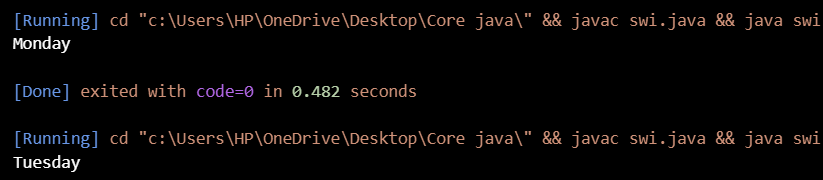 [Running] cd "c:\Users\HP\OneDrive\Desktop\Core java\" && javac swi.java && java swi
Monday
[Done] exited with code=0 in 0.482 seconds
[Running] cd "c:\Users\HP\OneDrive\Desktop\Core java\" && javac swi.java && java swi
Tuesday